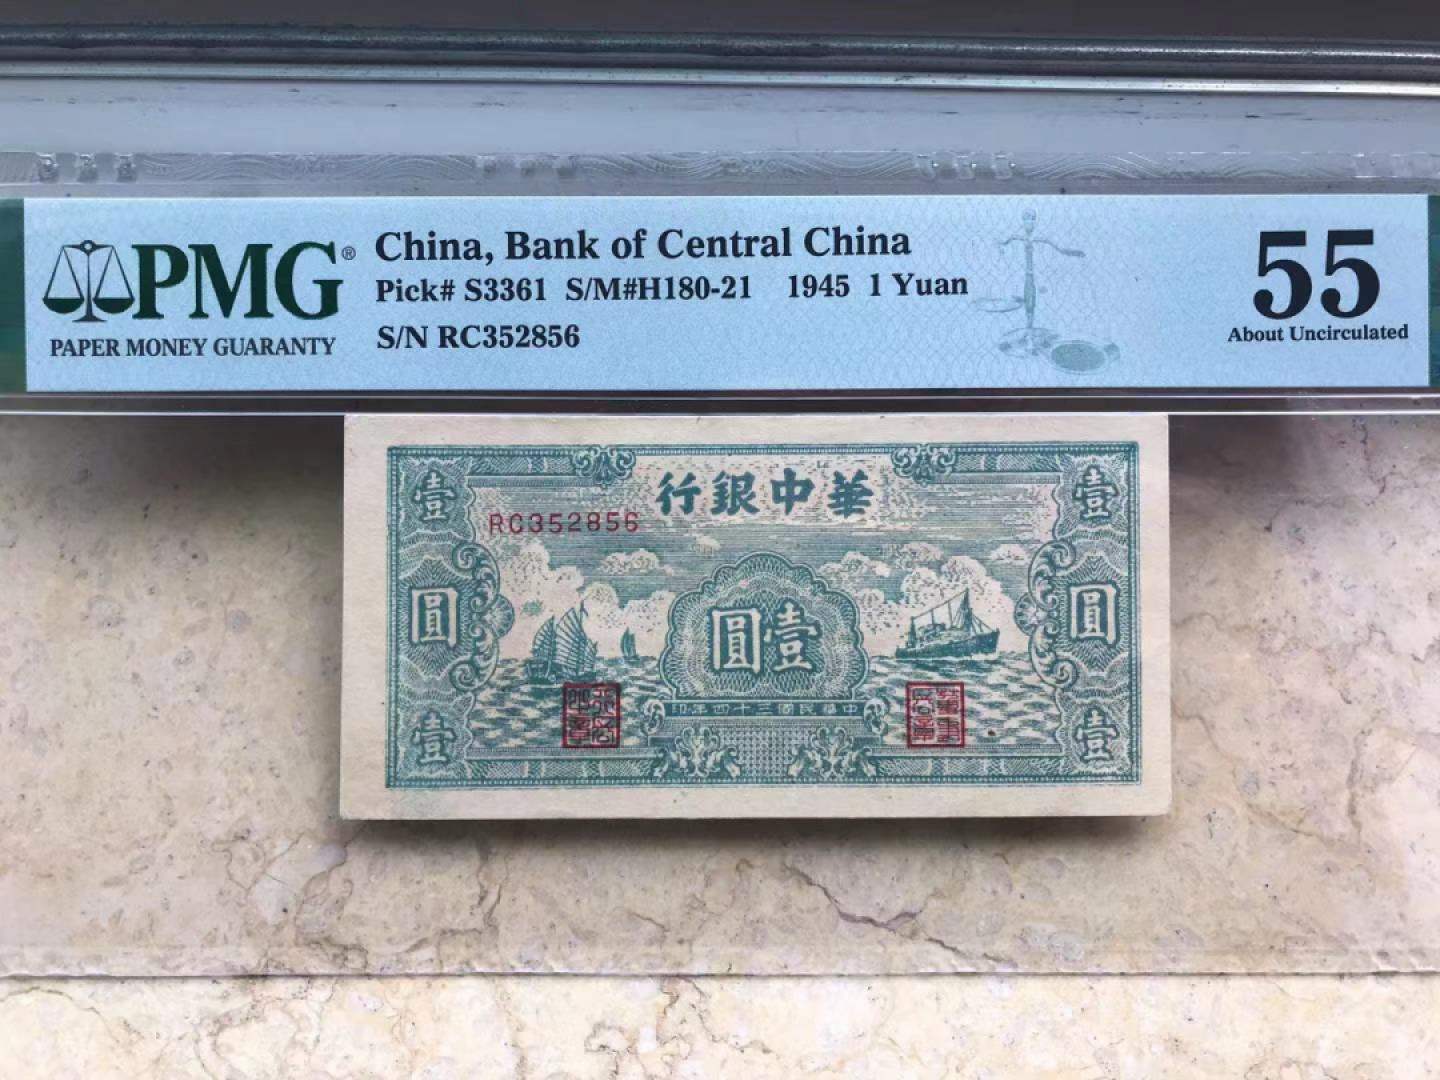 PMG®
PAPER MONEY GUARANTY
China, Bank of Central China
Pick# S3361 S/M#H180-21 1945 1 Yuan
S/N RC352856
55
About Uncirculated
行銀中華
RC352856
壹
壹
圓
圓壹
圓
印年四十三國民華中
壹
壹